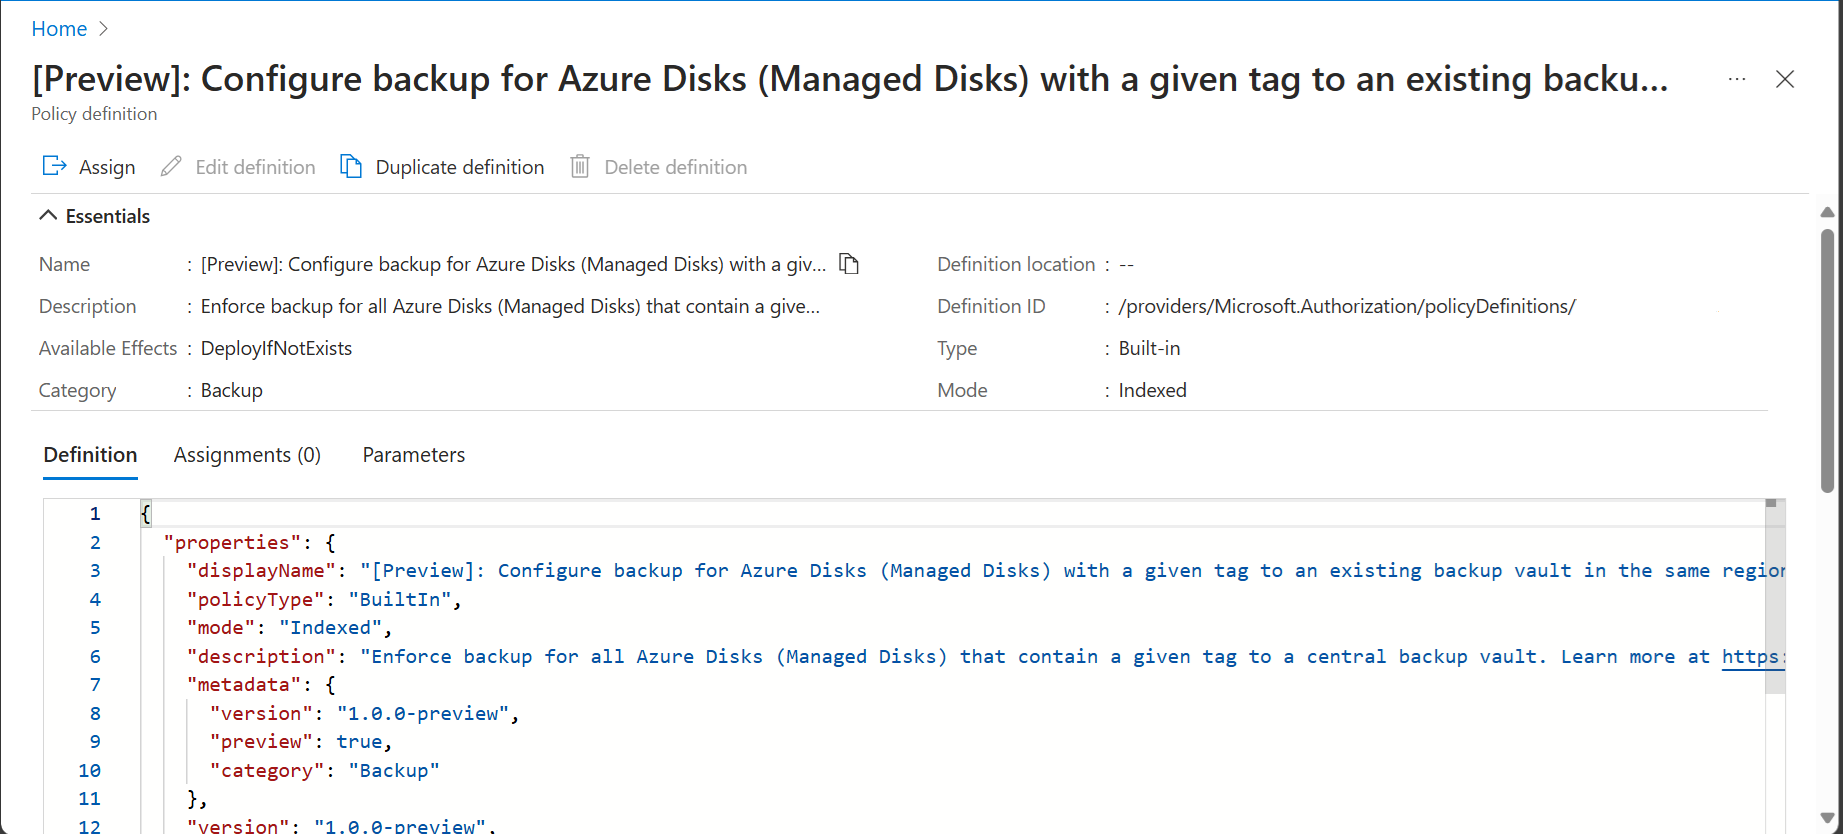 Home
[Preview]: Configure backup for Azure Disks (Managed Disks) with a given tag to an existing backu...
Policy definition
Assign Edit definition Duplicate definition Delete definition
Essentials
Name : [Preview]: Configure backup for Azure Disks (Managed Disks) with a giv... Definition location : --
Description : Enforce backup for all Azure Disks (Managed Disks) that contain a give... Definition ID : /providers/Microsoft.Authorization/policyDefinitions/
Available Effects : DeployIfNotExists Type : Built-in
Category : Backup Mode : Indexed
Definition Assignments (0) Parameters
1 {
2 "properties": {
3 "displayName": "[Preview]: Configure backup for Azure Disks (Managed Disks) with a given tag to an existing backup vault in the same region
4 "policyType": "BuiltIn",
5 "mode": "Indexed",
6 "description": "Enforce backup for all Azure Disks (Managed Disks) that contain a given tag to a central backup vault. Learn more at https:
7 "metadata": {
8 "version": "1.0.0-preview",
9 "preview": true,
10 "category": "Backup"
11 },
12 "version": "1.0.0-preview",